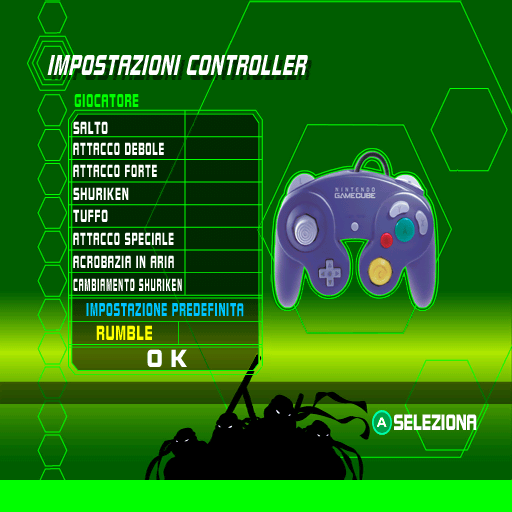 IMPOSTAZIONI CONTROLLER
GIOCATORE
SALTO
ATTACCO DEBOLE
ATTACCO FORTE
SHURIKEN
TUFFO
ATTACCO SPECIALE
ACROBAZIA IN ARIA
CAMBIAMENTO SHURIKEN
IMPOSTAZIONE PREDEFINITA
RUMBLE
OK
NINTENDO
GAMECUBE
A SELEZIONA